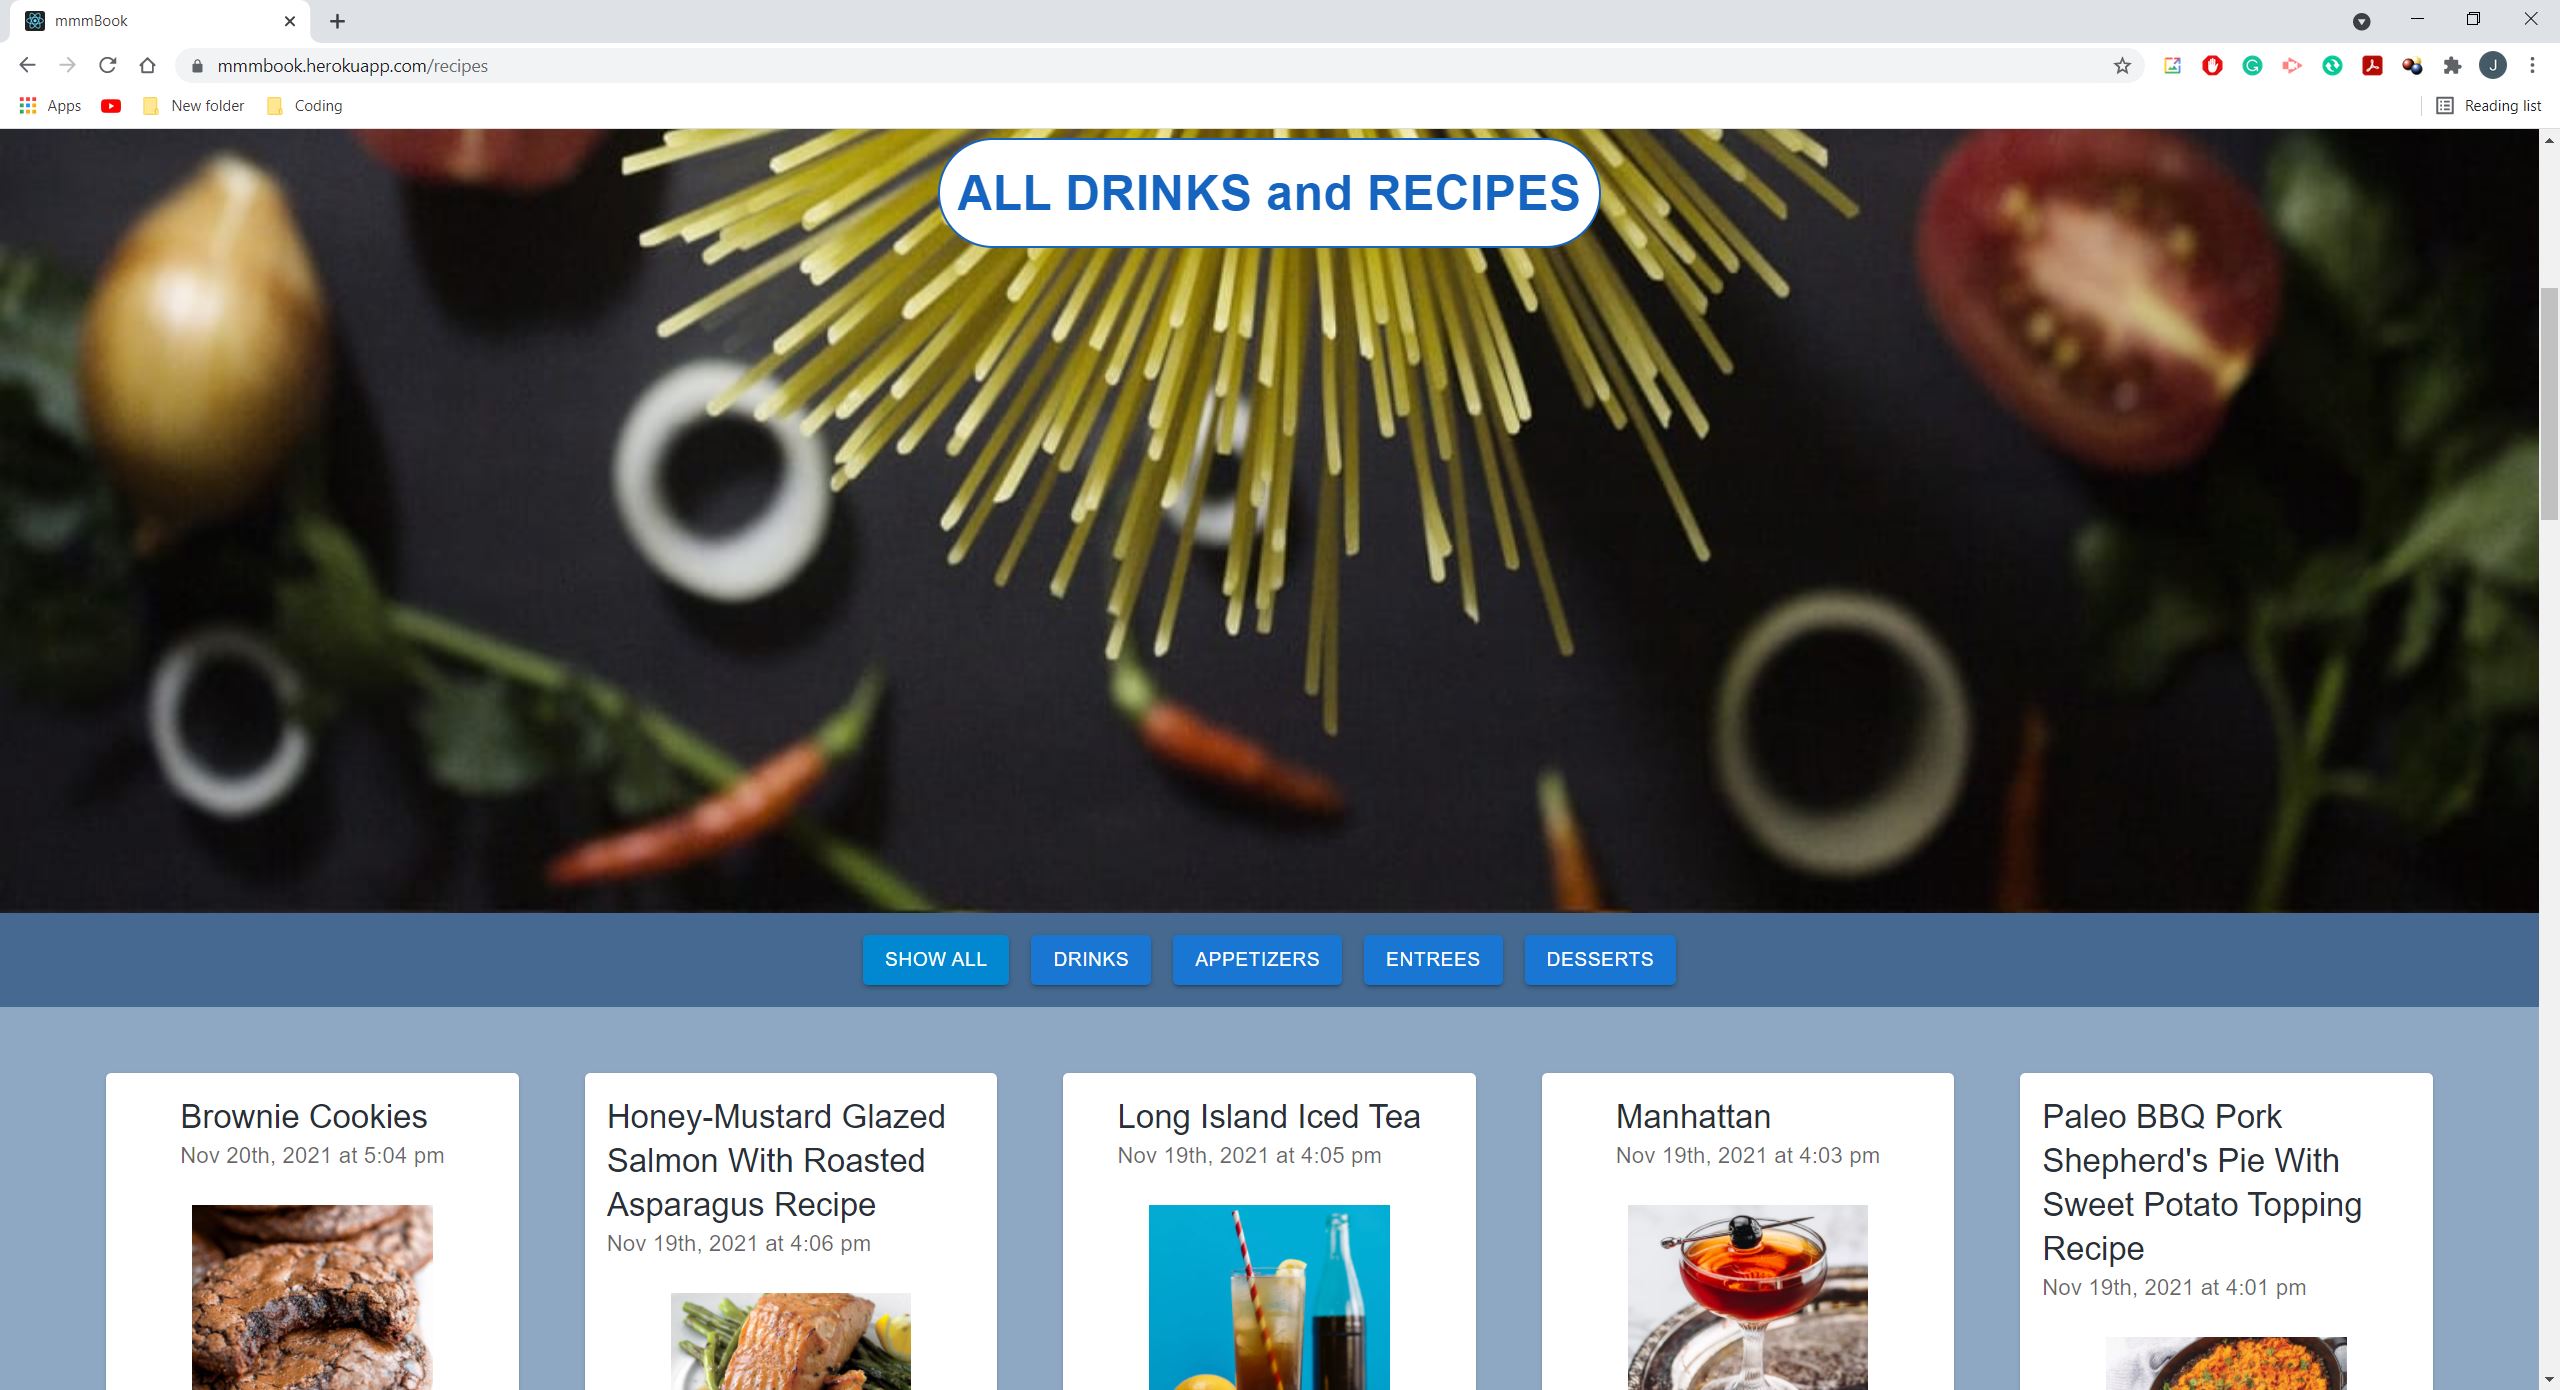 mmmBook
mmmbook.herokuapp.com/recipes
J
Apps
New folder
Coding
Reading list
ALL DRINKS and RECIPES
SHOW ALL
DRINKS
APPETIZERS
ENTREES
DESSERTS
Brownie Cookies
Nov 20th, 2021 at 5:04 pm
Honey-Mustard Glazed
Salmon With Roasted
Asparagus Recipe
Nov 19th, 2021 at 4:06 pm
Long Island Iced Tea
Nov 19th, 2021 at 4:05 pm
Manhattan
Nov 19th, 2021 at 4:03 pm
Paleo BBQ Pork
Shepherd's Pie With
Sweet Potato Topping
Recipe
Nov 19th, 2021 at 4:01 pm